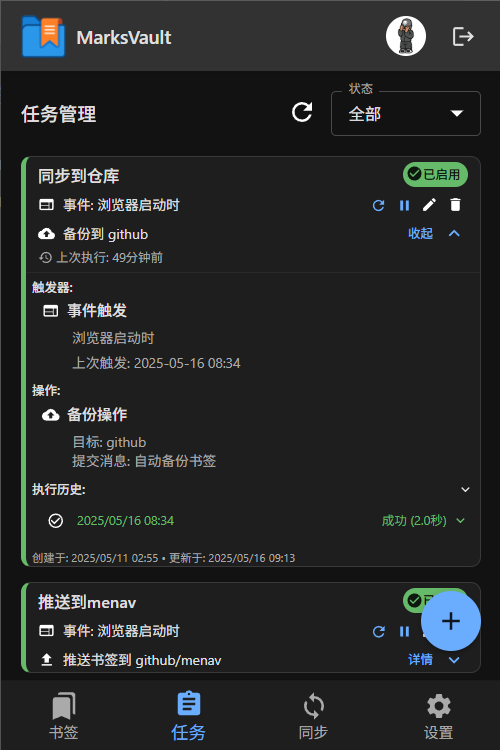 MarksVault
任务管理
状态
全部
同步到仓库
已启用
事件: 浏览器启动时
备份到 github
收起
上次执行: 49分钟前
触发器:
事件触发
浏览器启动时
上次触发: 2025-05-16 08:34
操作:
备份操作
目标: github
提交消息: 自动备份书签
执行历史:
2025/05/16 08:34
成功 (2.0秒)
创建于: 2025/05/11 02:55 • 更新于: 2025/05/16 09:13
推送到menav
事件: 浏览器启动时
推送书签到 github/menav
详情
书签
任务
同步
设置